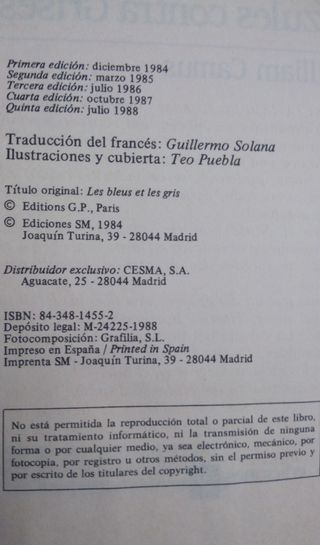 Primera edición: diciembre 1984
Segunda edición: marzo 1985
Tercera edición: julio 1986
Cuarta edición: octubre 1987
Quinta edición: julio 1988
Traducción del francés: Guillermo Solana
Ilustraciones y cubierta: Teo Puebla
Título original: Les bleus et les gris
© Editions G.P., Paris
© Ediciones SM, 1984
Joaquín Turina, 39 - 28044 Madrid
Distribuidor exclusivo: CESMA, S.A.
Aguacate, 25 - 28044 Madrid
ISBN: 84-348-1455-2
Depósito legal: M-24225-1988
Fotocomposición: Grafilia, S.L.
Impreso en España / Printed in Spain
Imprenta SM - Joaquín Turina, 39 - 28044 Madrid
No está permitida la reproducción total o parcial de este libro,
ni su tratamiento informático, ni la transmisión de ninguna
forma o por cualquier medio, ya sea electrónico, mecánico, por
fotocopia, por registro u otros métodos, sin el permiso previo y
por escrito de los titulares del copyright.